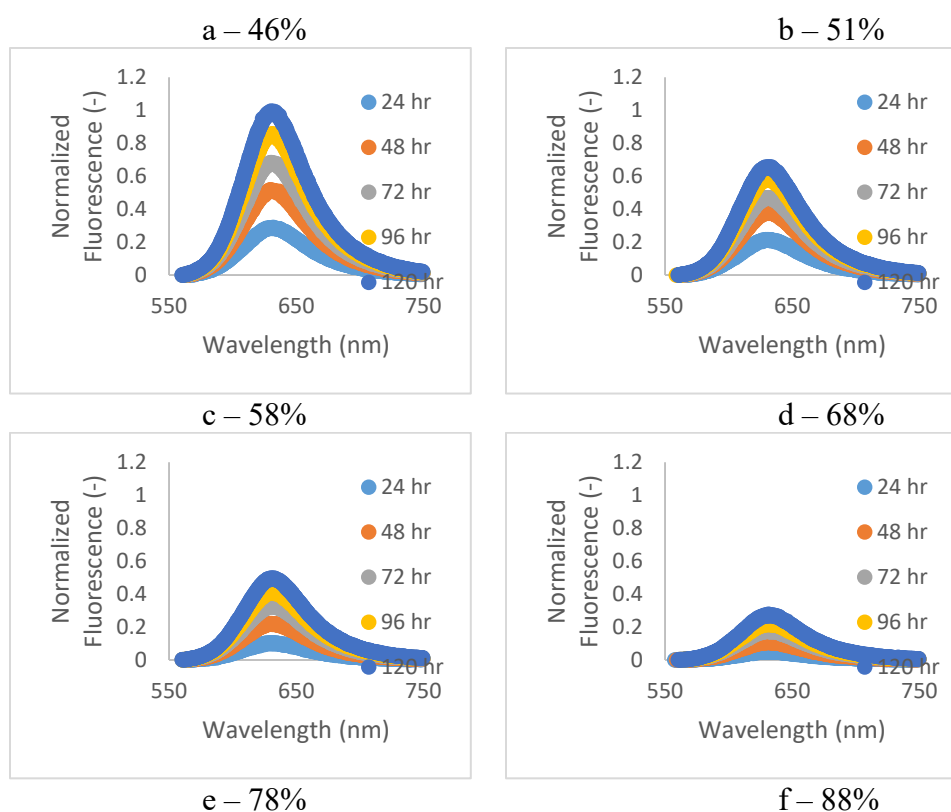 a – 46%
b – 51%
1.2
1
0.8
0.6
0.4
0.2
0
Normalized
Fluorescence (-)
24 hr
48 hr
72 hr
96 hr
120 hr
550
650
750
Wavelength (nm)
1.2
1
0.8
0.6
0.4
0.2
0
Normalized
Fluorescence (-)
24 hr
48 hr
72 hr
96 hr
120 hr
550
650
750
Wavelength (nm)
c – 58%
d – 68%
1.2
1
0.8
0.6
0.4
0.2
0
Normalized
Fluorescence (-)
24 hr
48 hr
72 hr
96 hr
120 hr
550
650
750
Wavelength (nm)
1.2
1
0.8
0.6
0.4
0.2
0
Normalized
Fluorescence (-)
24 hr
48 hr
72 hr
96 hr
120 hr
550
650
750
Wavelength (nm)
e – 78%
f – 88%